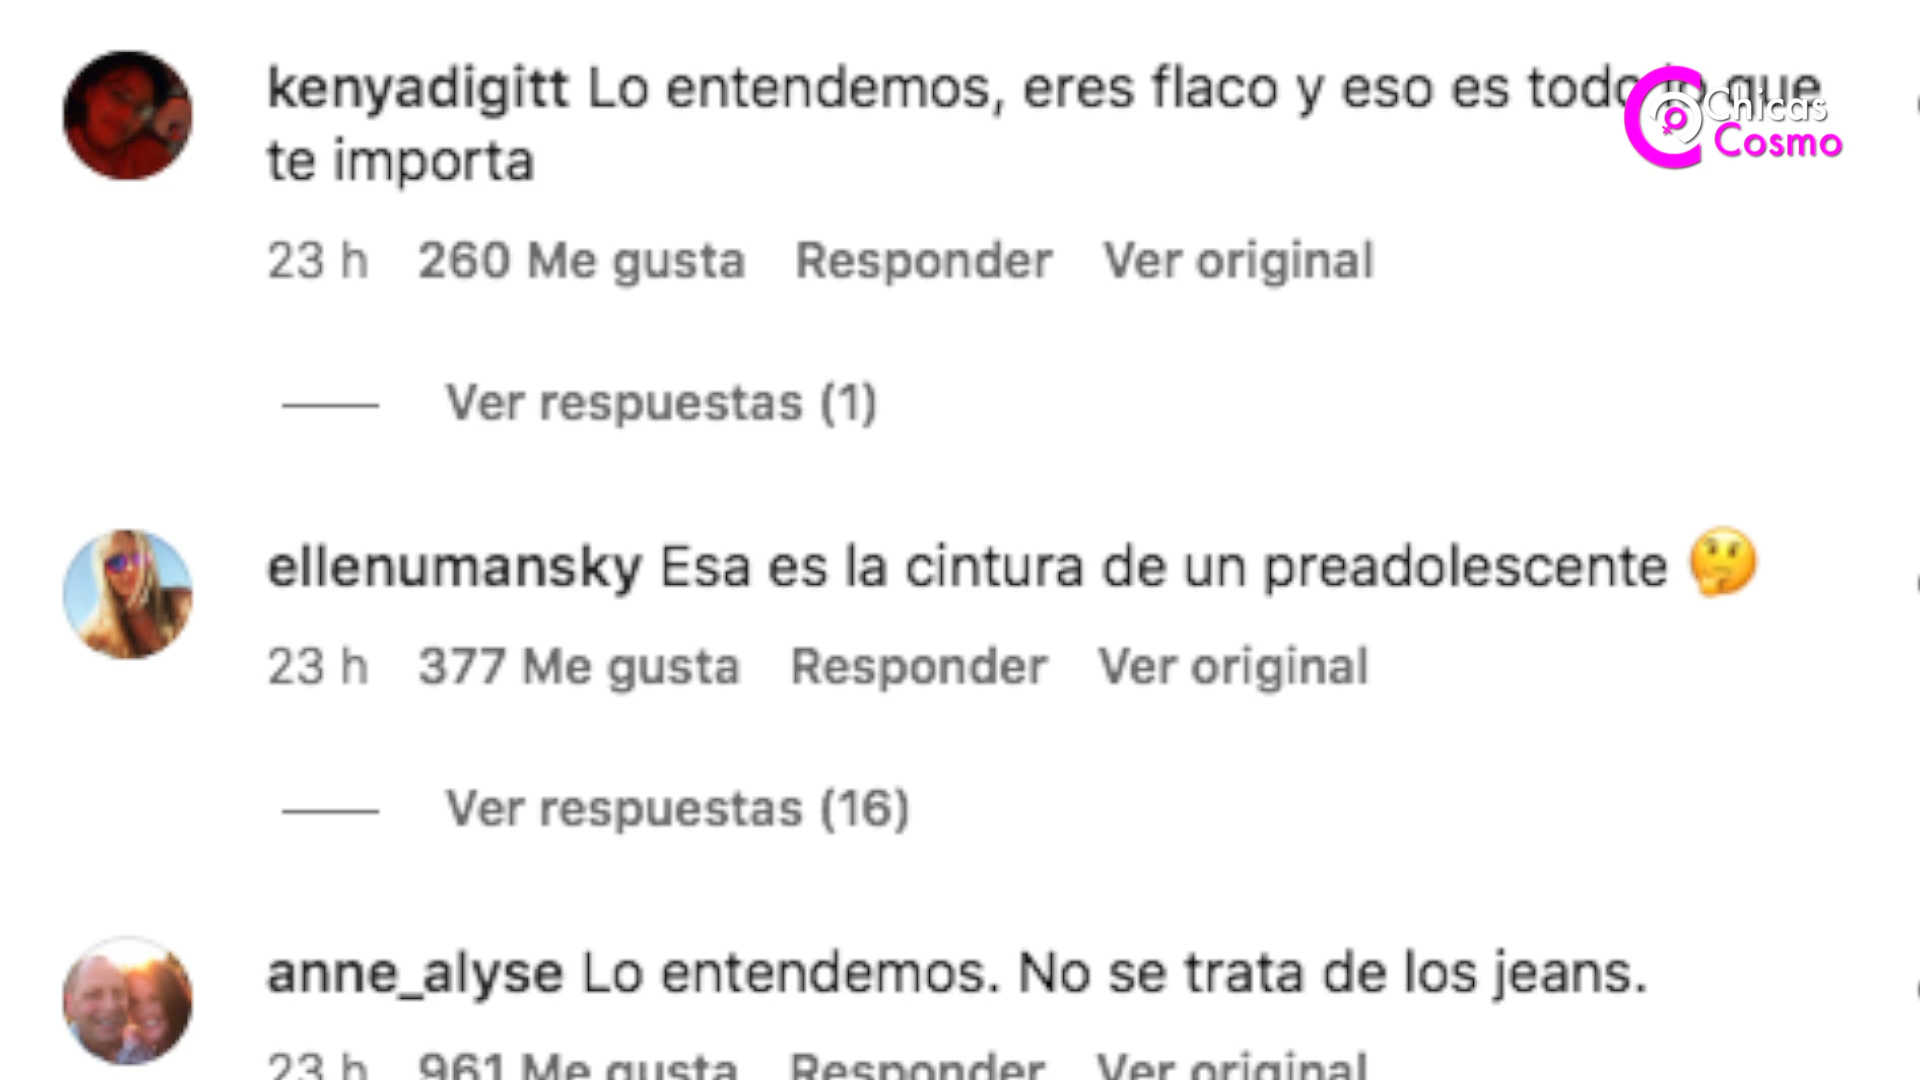 kenyadigitt Lo entendemos, eres flaco y eso es todo lo que
te importa
23 h 260 Me gusta Responder Ver original
Ver respuestas (1)
ellenumansky Esa es la cintura de un preadolescente 🤔
23 h 377 Me gusta Responder Ver original
Ver respuestas (16)
anne_alyse Lo entendemos. No se trata de los jeans.
23 h 961 Me gusta Responder Ver original
Chicas
Cosmo